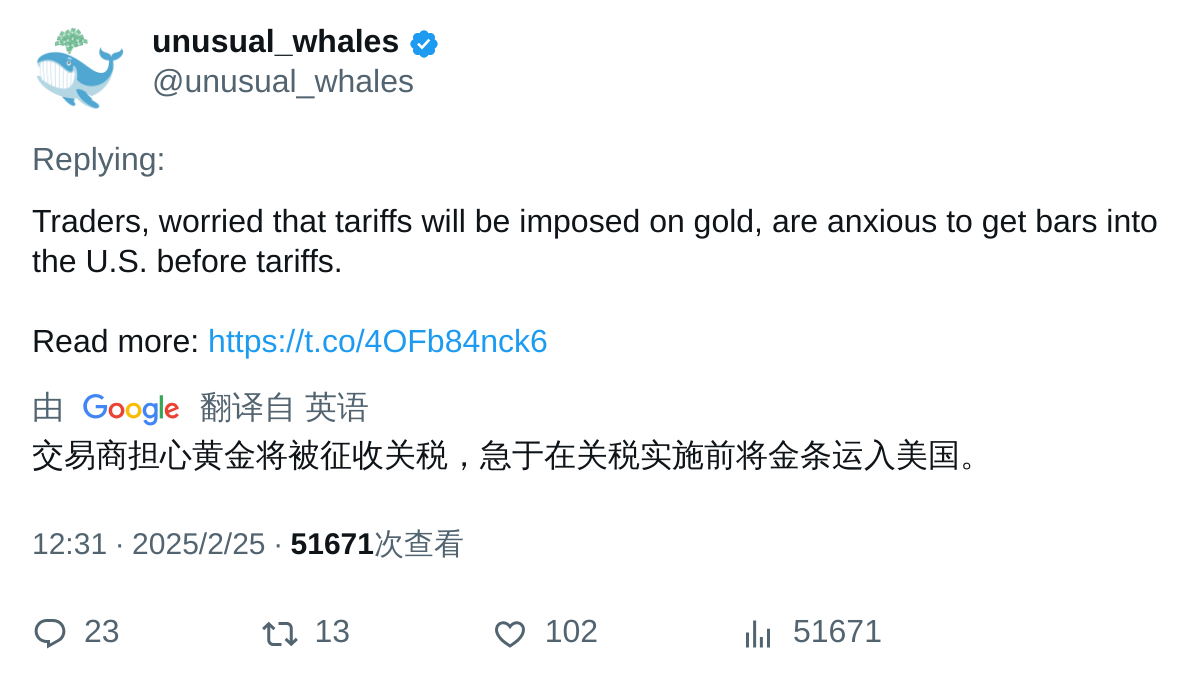 unusual_whales
@unusual_whales
Replying:
Traders, worried that tariffs will be imposed on gold, are anxious to get bars into
the U.S. before tariffs.
Read more: https://t.co/4OFb84nck6
由 Google 翻译自 英语
交易商担心黄金将被征收关税，急于在关税实施前将金条运入美国。
12:31 · 2025/2/25 · 51671次查看
23 13 102 51671